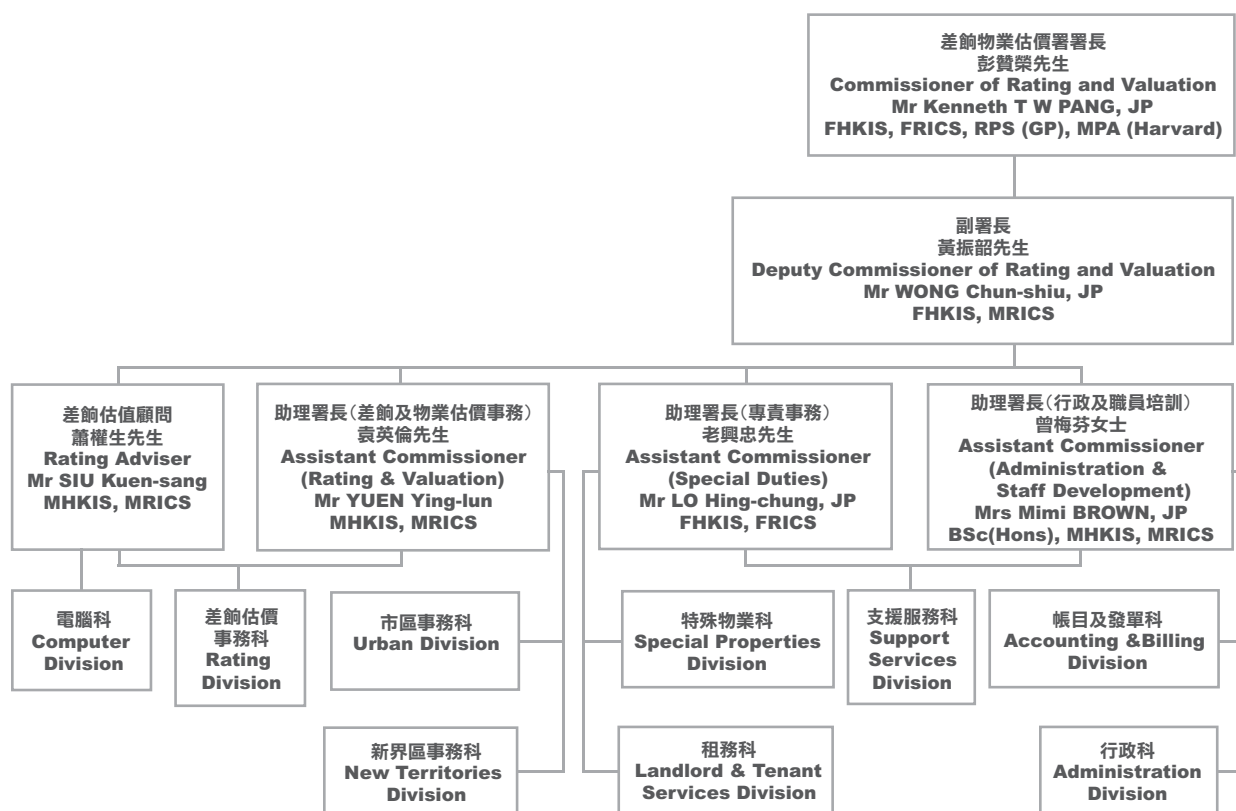 差餉物業估價署署長
彭贊榮先生
Commissioner of Rating and Valuation
Mr Kenneth T W PANG, JP
FHKIS, FRICS, RPS (GP), MPA (Harvard)
副署長
黃振韶先生
Deputy Commissioner of Rating and Valuation
Mr WONG Chun-shiu, JP
FHKIS, MRICS
差餉估值顧問
蕭權生先生
Rating Adviser
Mr SIU Kuen-sang
MHKIS, MRICS
助理署長（差餉及物業估價事務）
袁英倫先生
Assistant Commissioner
(Rating & Valuation)
Mr YUEN Ying-lun
MHKIS, MRICS
助理署長（專責事務）
老興忠先生
Assistant Commissioner
(Special Duties)
Mr LO Hing-chung, JP
FHKIS, FRICS
助理署長（行政及職員培訓）
曾梅芬女士
Assistant Commissioner
(Administration &
Staff Development)
Mrs Mimi BROWN, JP
BSc(Hons), MHKIS, MRICS
電腦科
Computer
Division
差餉估價
事務科
Rating
Division
市區事務科
Urban Division
特殊物業科
Special Properties
Division
支援服務科
Support
Services
Division
帳目及發單科
Accounting &Billing
Division
新界區事務科
New Territories
Division
租務科
Landlord & Tenant
Services Division
行政科
Administration
Division